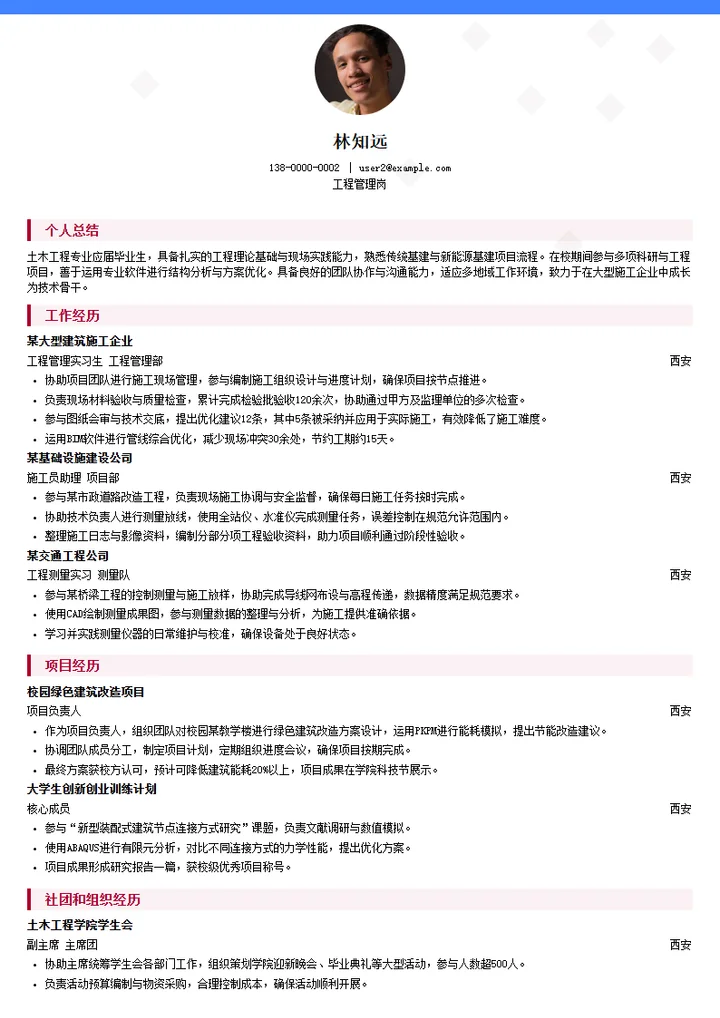 林知远
138-0000-0002 | user2@example.com
工程管理岗
个人总结
土木工程专业应届毕业生，具备扎实的工程理论基础与现场实践能力，熟悉传统基建与新能源基建项目流程。在校期间参与多项科研与工程
项目，善于运用专业软件进行结构分析与方案优化。具备良好的团队协作与沟通能力，适应多地域工作环境，致力于在大型施工企业中成长
为技术骨干。
工作经历
某大型建筑施工企业
工程管理实习生 工程管理部 西安
• 协助项目团队进行施工现场管理，参与编制施工组织设计与进度计划，确保项目按节点推进。
• 负责现场材料验收与质量检查，累计完成检验批验收120余次，协助通过甲方及监理单位的多次检查。
• 参与图纸会审与技术交底，提出优化建议12条，其中5条被采纳并应用于实际施工，有效降低了施工难度。
• 运用BIM软件进行管线综合优化，减少现场冲突30余处，节约工期约15天。
某基础设施建设公司
施工员助理 项目部 西安
• 参与某市政道路改造工程，负责现场施工协调与安全监督，确保每日施工任务按时完成。
• 协助技术负责人进行测量放线，使用全站仪、水准仪完成测量任务，误差控制在规范允许范围内。
• 整理施工日志与影像资料，编制分部分项工程验收资料，助力项目顺利通过阶段性验收。
某交通工程公司
工程测量实习 测量队 西安
• 参与某桥梁工程的控制测量与施工放样，协助完成导线网布设与高程传递，数据精度满足规范要求。
• 使用CAD绘制测量成果图，参与测量数据的整理与分析，为施工提供准确依据。
• 学习并实践测量仪器的日常维护与校准，确保设备处于良好状态。
项目经历
校园绿色建筑改造项目
项目负责人 西安
• 作为项目负责人，组织团队对校园某教学楼进行绿色建筑改造方案设计，运用PKPM进行能耗模拟，提出节能改造建议。
• 协调团队成员分工，制定项目计划，定期组织进度会议，确保项目按期完成。
• 最终方案获校方认可，预计可降低建筑能耗20%以上，项目成果在学院科技节展示。
大学生创新创业训练计划
核心成员 西安
• 参与“新型装配式建筑节点连接方式研究”课题，负责文献调研与数值模拟。
• 使用ABAQUS进行有限元分析，对比不同连接方式的力学性能，提出优化方案。
• 项目成果形成研究报告一篇，获校级优秀项目称号。
社团和组织经历
土木工程学院学生会
副主席 主席团 西安
• 协助主席统筹学生会各部门工作，组织策划学院迎新晚会、毕业典礼等大型活动，参与人数超500人。
• 负责活动预算编制与物资采购，合理控制成本，确保活动顺利开展。